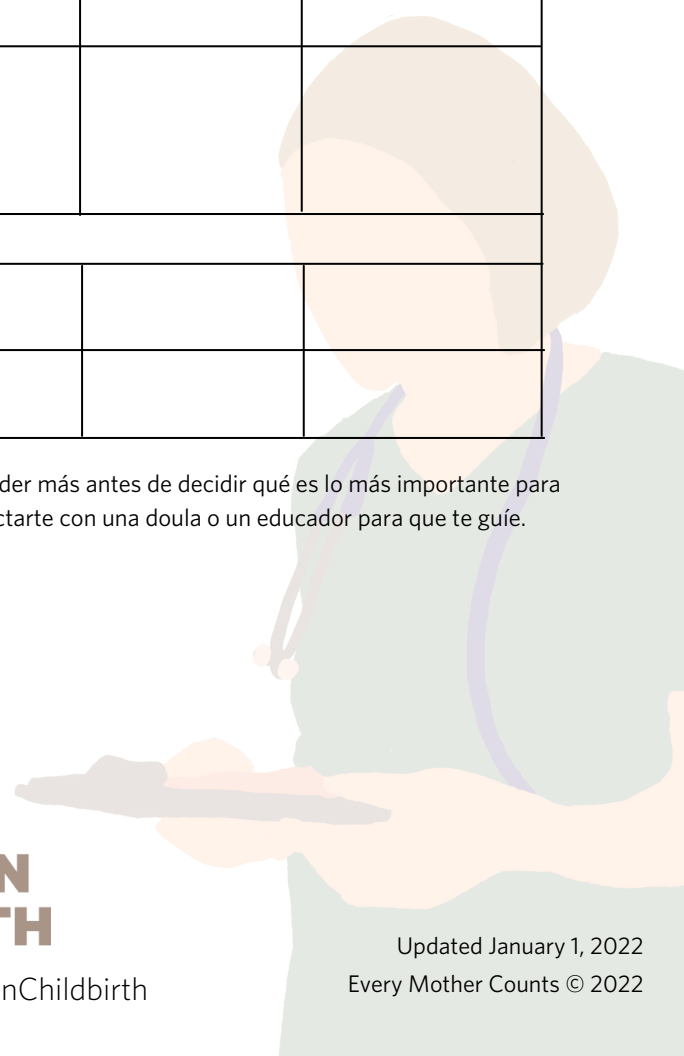 der más antes de decidir qué es lo más importante para
ctarte con una doula o un educador para que te guíe.
N
TH
nChildbirth
Updated January 1, 2022
Every Mother Counts © 2022